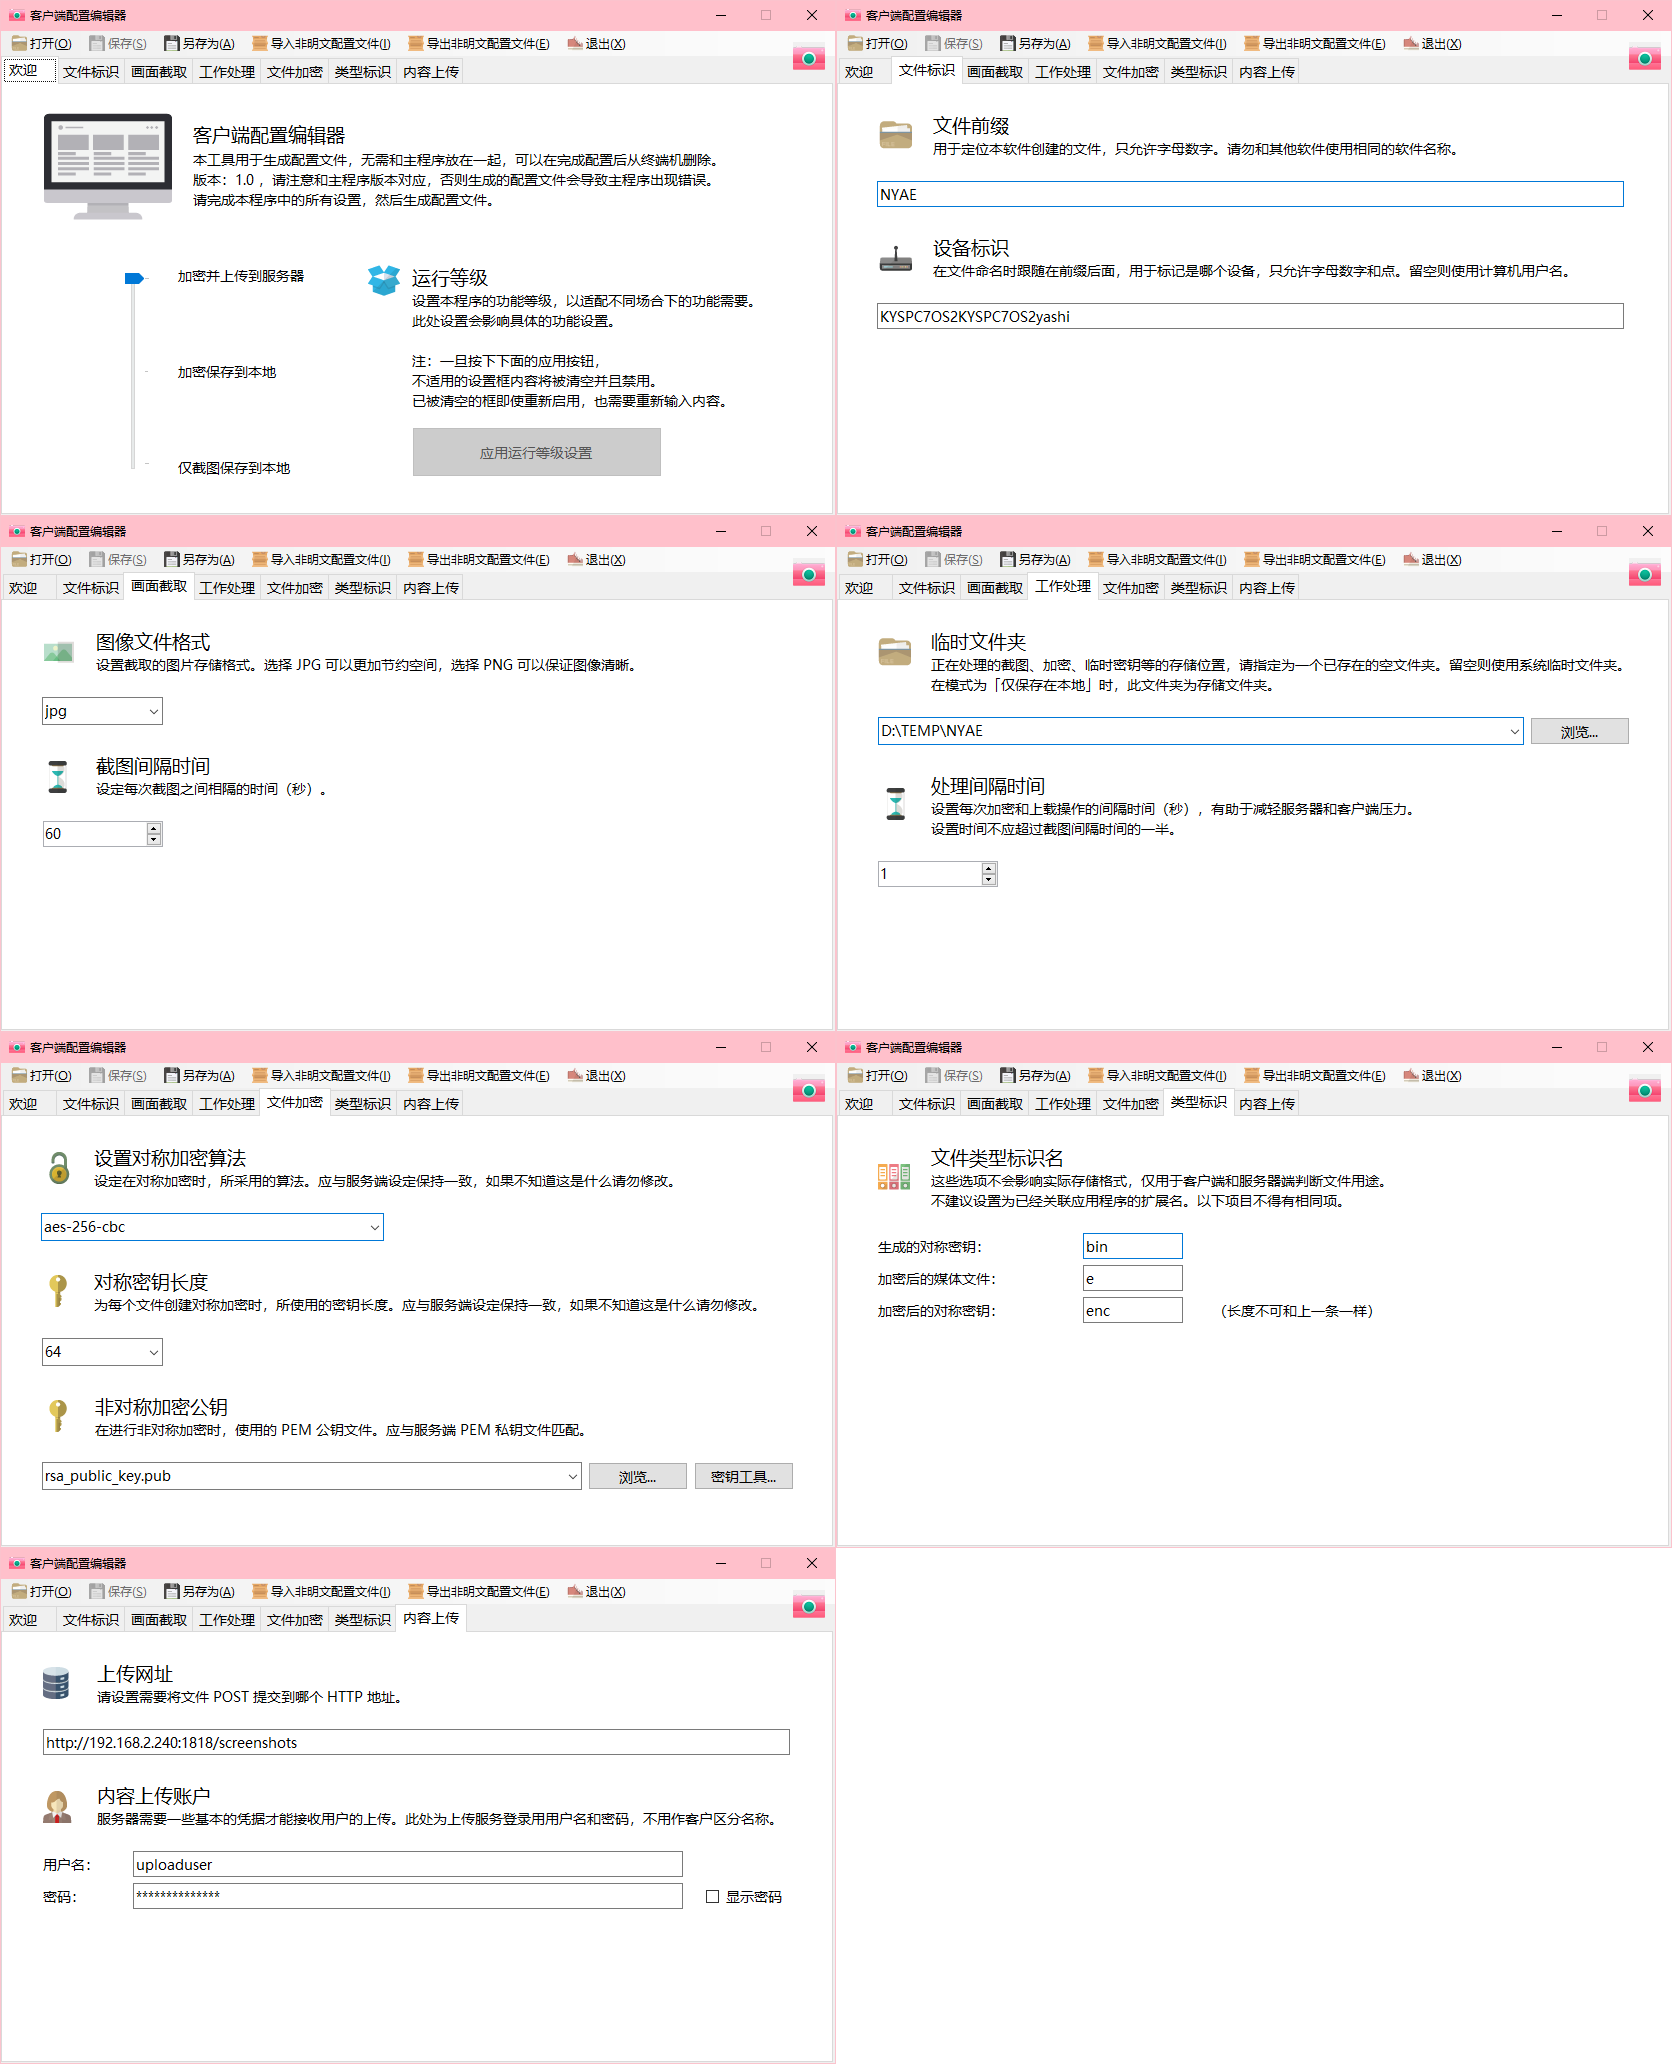 客户端配置编辑器
打开(O) 保存(S) 另存为(A) 导入非明文配置文件(I) 导出非明文配置文件(E) 退出(X)
欢迎 文件标识 画面截取 工作处理 文件加密 类型标识 内容上传
客户端配置编辑器
本工具用于生成配置文件，无需和主程序放在一起，可以在完成配置后从终端机删除。
版本：1.0 ，请注意和主程序版本对应，否则生成的配置文件会导致主程序出现错误。
请完成本程序中的所有设置，然后生成配置文件。
加密并上传到服务器
加密保存到本地
仅截图保存到本地
运行等级
设置本程序的功能等级，以适配不同场合下的功能需要。
此处设置会影响具体的功能设置。
注：一旦按下下面的应用按钮，
不适用的设置框内容将被清空并且禁用。
已被清空的框即使重新启用，也需要重新输入内容。
应用运行等级设置
客户端配置编辑器
打开(O) 保存(S) 另存为(A) 导入非明文配置文件(I) 导出非明文配置文件(E) 退出(X)
欢迎 文件标识 画面截取 工作处理 文件加密 类型标识 内容上传
文件前缀
用于定位本软件创建的文件，只允许字母数字。请勿和其他软件使用相同的软件名称。
NYAE
设备标识
在文件命名时跟随在前缀后面，用于标记是哪个设备，只允许字母数字和点。留空则使用计算机用户名。
KYSPC7OS2KYSPC7OS2yashi
客户端配置编辑器
打开(O) 保存(S) 另存为(A) 导入非明文配置文件(I) 导出非明文配置文件(E) 退出(X)
欢迎 文件标识 画面截取 工作处理 文件加密 类型标识 内容上传
图像文件格式
设置截取的图片存储格式。选择 JPG 可以更加节约空间，选择 PNG 可以保证图像清晰。
jpg
截图间隔时间
设定每次截图之间相隔的时间（秒）。
60
客户端配置编辑器
打开(O) 保存(S) 另存为(A) 导入非明文配置文件(I) 导出非明文配置文件(E) 退出(X)
欢迎 文件标识 画面截取 工作处理 文件加密 类型标识 内容上传
临时文件夹
正在处理的截图、加密、临时密钥等的存储位置，请指定为一个已存在的空文件夹。留空则使用系统临时文件夹。
在模式为「仅保存在本地」时，此文件夹为存储文件夹。
D:\TEMP\NYAE 浏览...
处理间隔时间
设置每次加密和上载操作的间隔时间（秒），有助于减轻服务器和客户端压力。
设置时间不应超过截图间隔时间的一半。
1
客户端配置编辑器
打开(O) 保存(S) 另存为(A) 导入非明文配置文件(I) 导出非明文配置文件(E) 退出(X)
欢迎 文件标识 画面截取 工作处理 文件加密 类型标识 内容上传
设置对称加密算法
设定在对称加密时，所采用的算法。应与服务端设定保持一致，如果不知道这是什么请勿修改。
aes-256-cbc
对称密钥长度
为每个文件创建对称加密时，所使用的密钥长度。应与服务端设定保持一致，如果不知道这是什么请勿修改。
64
非对称加密公钥
在进行非对称加密时，使用的 PEM 公钥文件。应与服务端 PEM 私钥文件匹配。
rsa_public_key.pub 浏览... 密钥工具...
客户端配置编辑器
打开(O) 保存(S) 另存为(A) 导入非明文配置文件(I) 导出非明文配置文件(E) 退出(X)
欢迎 文件标识 画面截取 工作处理 文件加密 类型标识 内容上传
文件类型标识名
这些选项不会影响实际存储格式，仅用于客户端和服务器端判断文件用途。
不建议设置为已经关联应用程序的扩展名。以下项目不得有相同项。
生成的对称密钥： bin
加密后的媒体文件： e
加密后的对称密钥： enc （长度不可和上一条一样）
客户端配置编辑器
打开(O) 保存(S) 另存为(A) 导入非明文配置文件(I) 导出非明文配置文件(E) 退出(X)
欢迎 文件标识 画面截取 工作处理 文件加密 类型标识 内容上传
上传网址
请设置需要将文件 POST 提交到哪个 HTTP 地址。
http://192.168.2.240:1818/screenshots
内容上传账户
服务器需要一些基本的凭据才能接收用户的上传。此处为上传服务登录用用户名和密码，不用作客户区分名称。
用户名： uploaduser
密码： ************** 显示密码